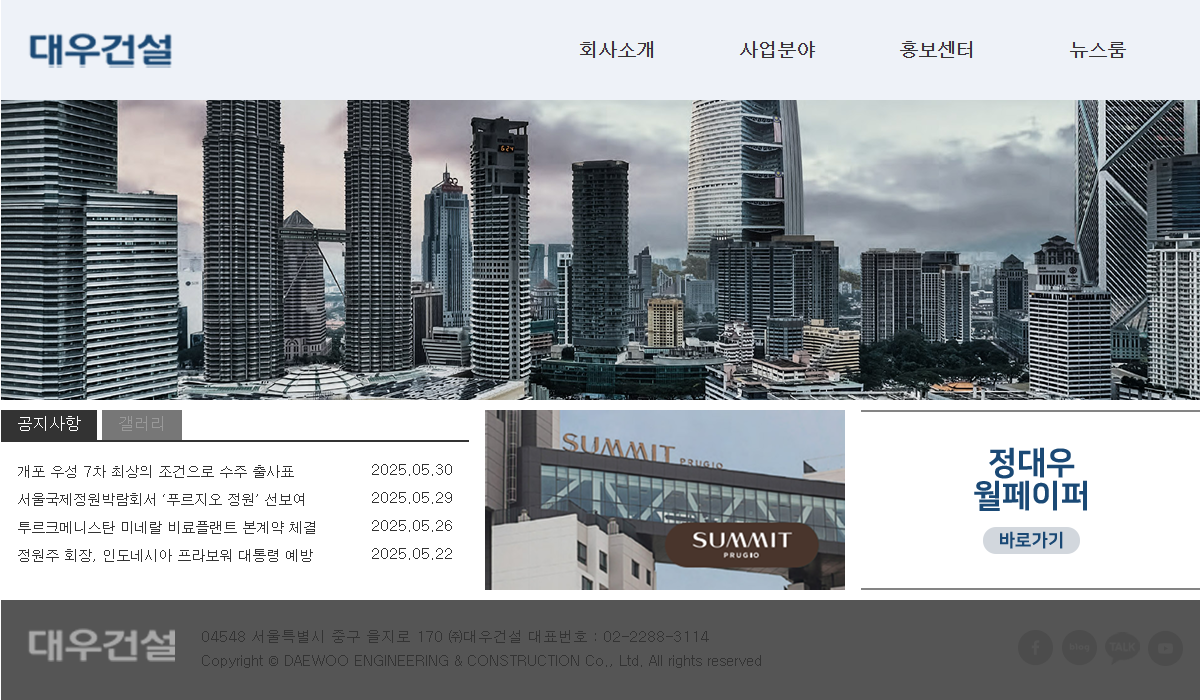 대우건설
회사소개 사업분야 홍보센터 뉴스룸
공지사항 갤러리
개포 우성 7차 최상의 조건으로 수주 출사표 2025.05.30
서울국제정원박람회서 ‘푸르지오 정원’ 선보여 2025.05.29
투르크메니스탄 미네랄 비료플랜트 본계약 체결 2025.05.26
정원주 회장, 인도네시아 프라보워 대통령 예방 2025.05.22
SUMMIT PRUGIO
SUMMIT
PRUGIO
정대우
월페이퍼
바로가기
대우건설
04548 서울특별시 중구 을지로 170 ㈜대우건설 대표번호 : 02-2288-3114
Copyright © DAEWOO ENGINEERING & CONSTRUCTION Co., Ltd. All rights reserved
blog TALK